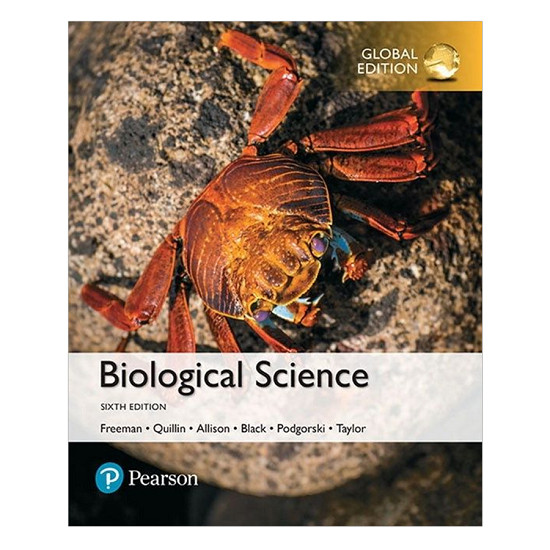 GLOBAL
EDITION
Biological Science
SIXTH EDITION
Freeman • Quillin • Allison • Black • Podgorski • Taylor
P Pearson